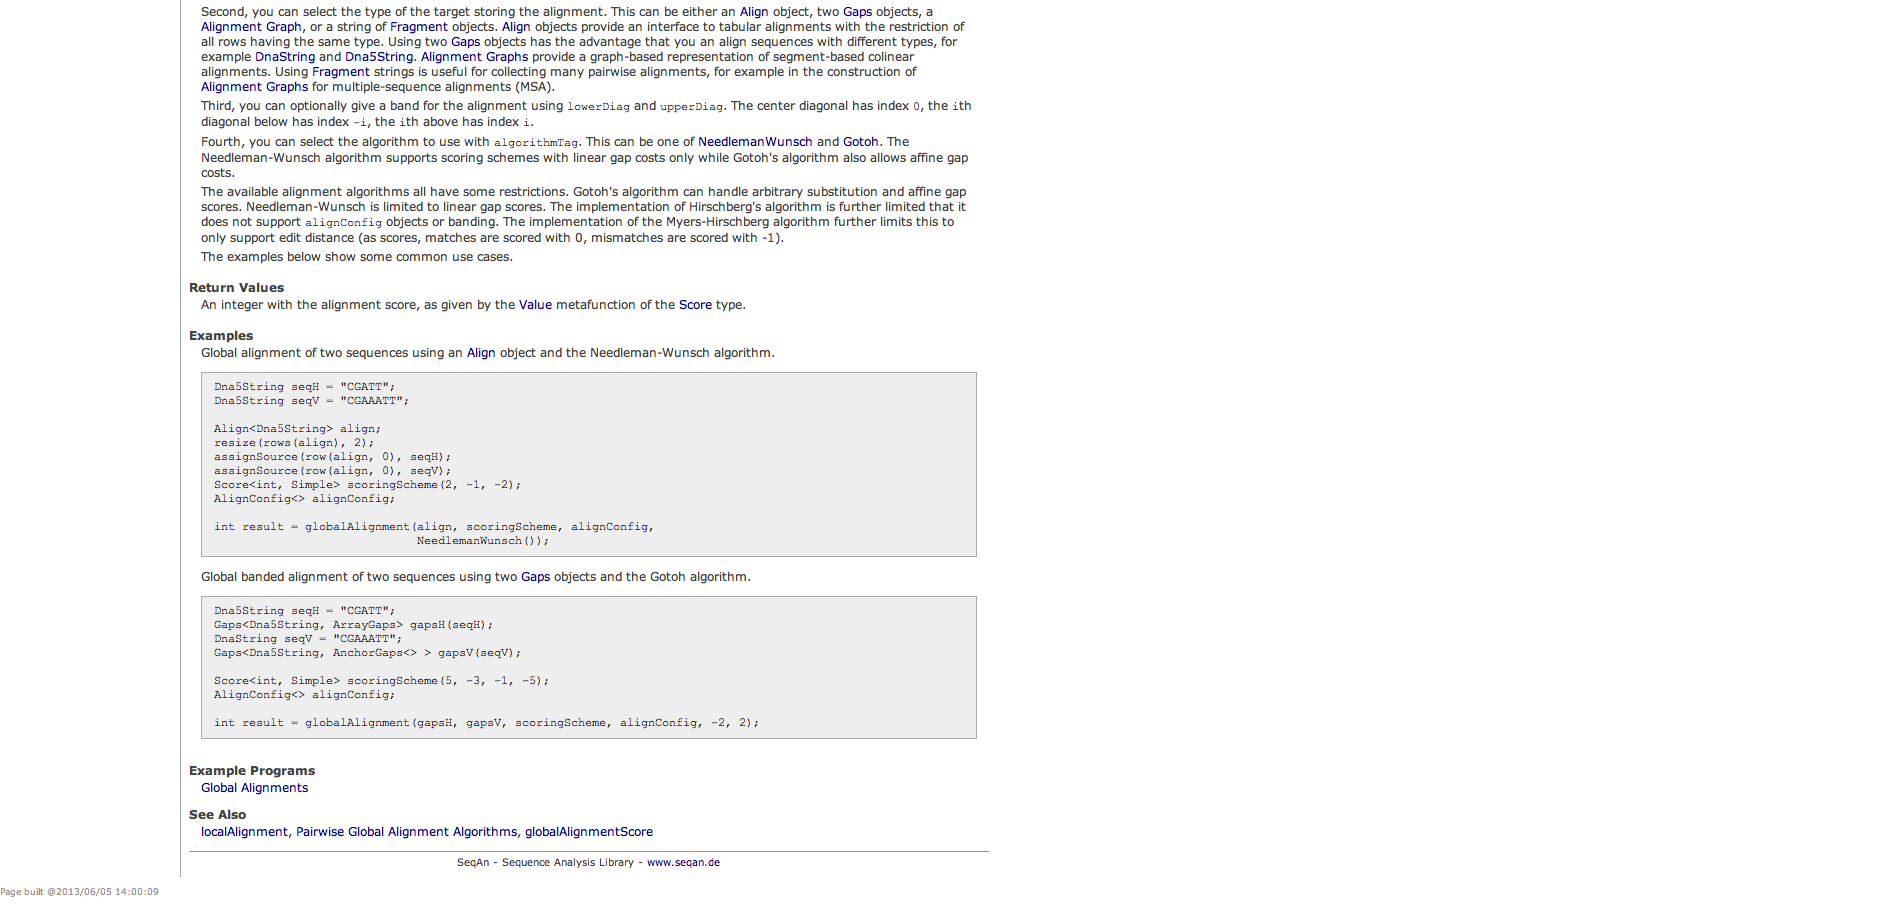 Second, you can select the type of the target storing the alignment. This can be either an Align object, two Gaps objects, a
Alignment Graph, or a string of Fragment objects. Align objects provide an interface to tabular alignments with the restriction of
all rows having the same type. Using two Gaps objects has the advantage that you an align sequences with different types, for
example DnaString and Dna5String. Alignment Graphs provide a graph-based representation of segment-based colinear
alignments. Using Fragment strings is useful for collecting many pairwise alignments, for example in the construction of
Alignment Graphs for multiple-sequence alignments (MSA).
Third, you can optionally give a band for the alignment using lowerDiag and upperDiag. The center diagonal has index 0, the ith
diagonal below has index -i, the ith above has index i.
Fourth, you can select the algorithm to use with algorithmTag. This can be one of NeedlemanWunsch and Gotoh. The
Needleman-Wunsch algorithm supports scoring schemes with linear gap costs only while Gotoh's algorithm also allows affine gap
costs.
The available alignment algorithms all have some restrictions. Gotoh's algorithm can handle arbitrary substitution and affine gap
scores. Needleman-Wunsch is limited to linear gap scores. The implementation of Hirschberg's algorithm is further limited that it
does not support alignConfig objects or banding. The implementation of the Myers-Hirschberg algorithm further limits this to
only support edit distance (as scores, matches are scored with 0, mismatches are scored with -1).
The examples below show some common use cases.
Return Values
An integer with the alignment score, as given by the Value metafunction of the Score type.
Examples
Global alignment of two sequences using an Align object and the Needleman-Wunsch algorithm.
Dna5String seqH = "CGATT";
Dna5String seqV = "CGAAATT";
Align<Dna5String> align;
resize(rows(align), 2);
assignSource(row(align, 0), seqH);
assignSource(row(align, 0), seqV);
Score<int, Simple> scoringScheme(2, -1, -2);
AlignConfig<> alignConfig;
int result = globalAlignment(align, scoringScheme, alignConfig,
NeedlemanWunsch());
Global banded alignment of two sequences using two Gaps objects and the Gotoh algorithm.
Dna5String seqH = "CGATT";
Gaps<Dna5String, ArrayGaps> gapsH(seqH);
DnaString seqV = "CGAAATT";
Gaps<Dna5String, AnchorGaps<> > gapsV(seqV);
Score<int, Simple> scoringScheme(5, -3, -1, -5);
AlignConfig<> alignConfig;
int result = globalAlignment(gapsH, gapsV, scoringScheme, alignConfig, -2, 2);
Example Programs
Global Alignments
See Also
localAlignment, Pairwise Global Alignment Algorithms, globalAlignmentScore
SeqAn - Sequence Analysis Library - www.seqan.de
Page built @2013/06/05 14:00:09